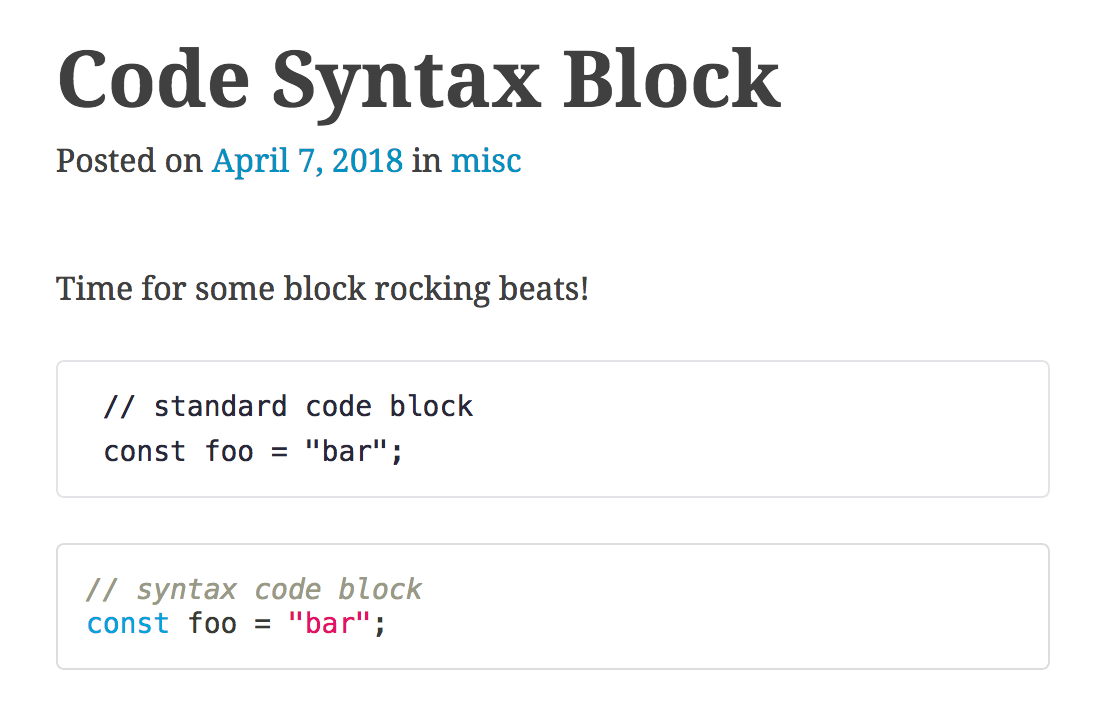 Code Syntax Block
Posted on April 7, 2018 in misc
Time for some block rocking beats!
// standard code block
const foo = "bar";
// syntax code block
const foo = "bar";